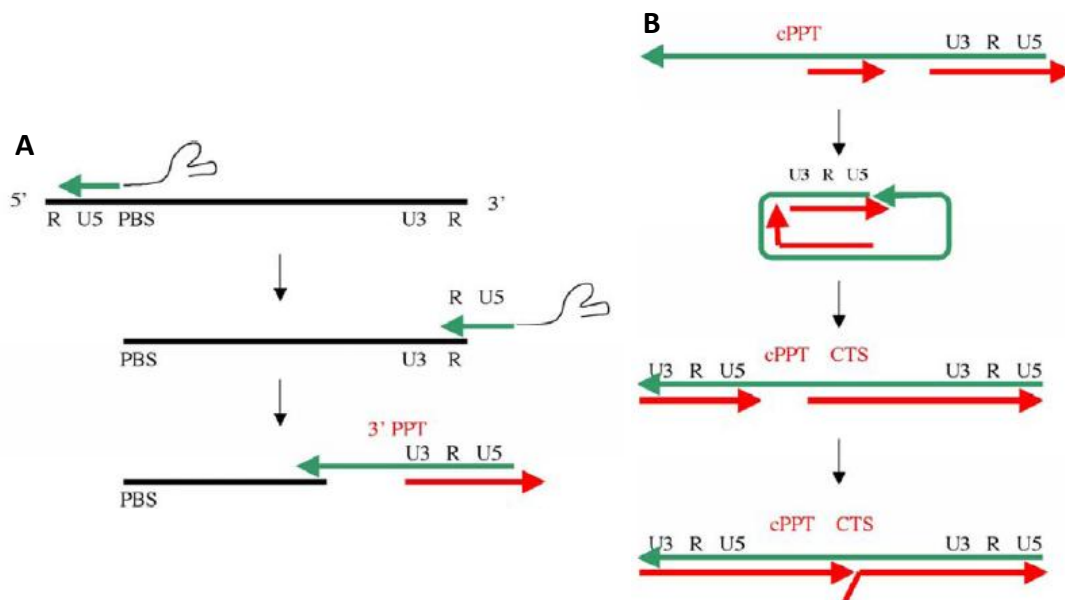 A
5'
3'
R U5 PBS
U3 R
R U5
PBS
U3 R
3' PPT
U3 R U5
PBS
B
cPPT
U3 R U5
U3 R U5
cPPT CTS
U3 R U5
U3 R U5
cPPT CTS
U3 R U5
U3 R U5